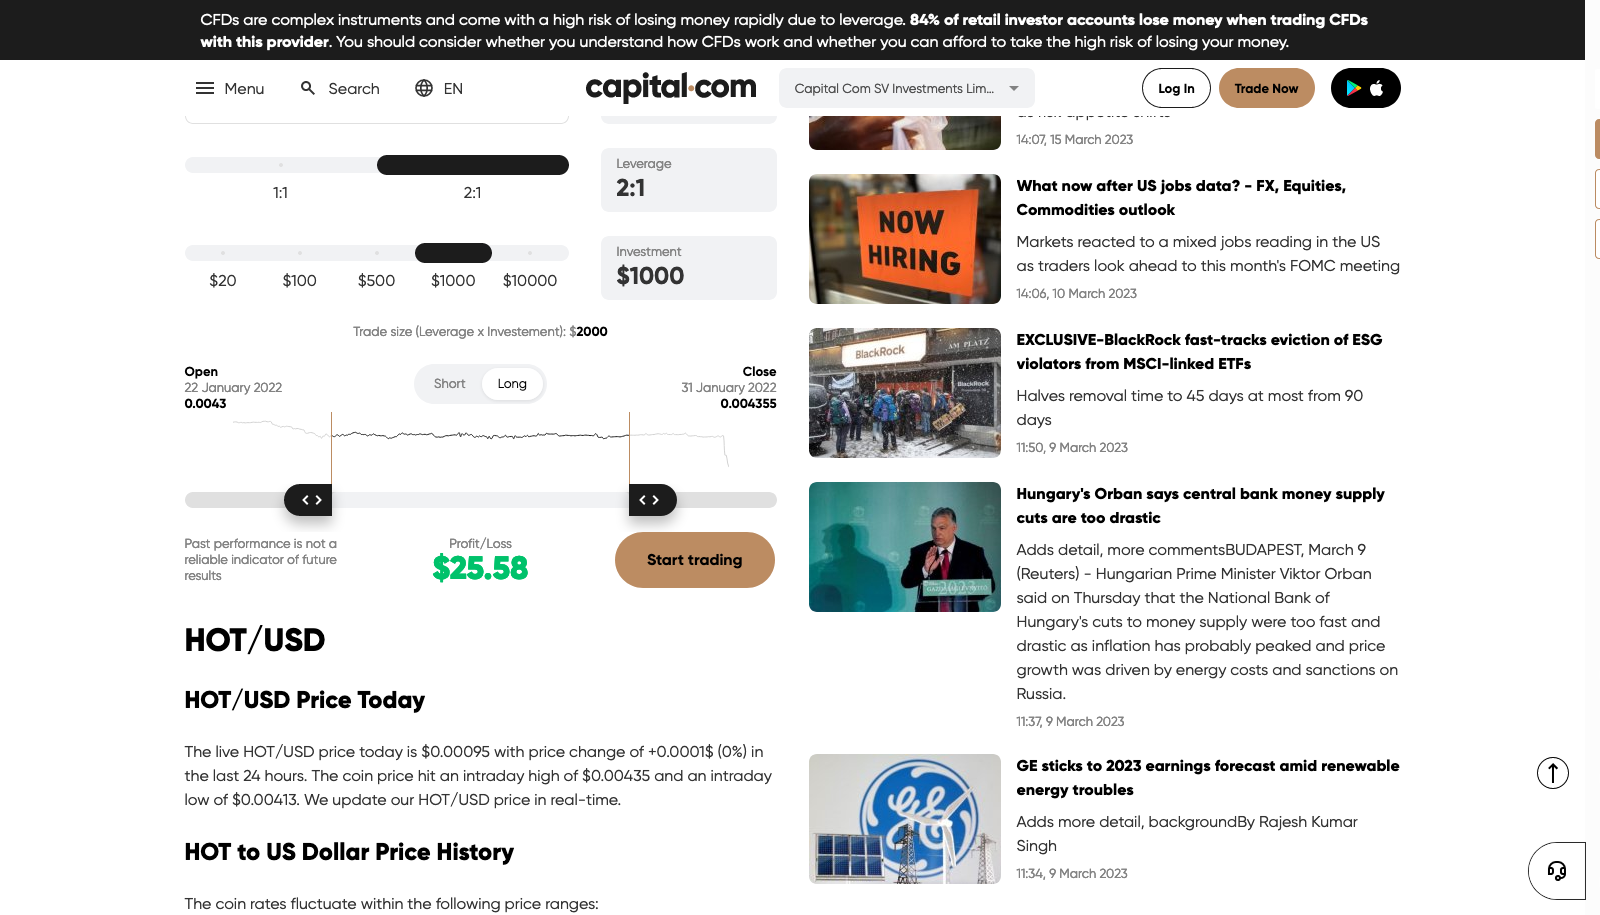 CFDs are complex instruments and come with a high risk of losing money rapidly due to leverage. 84% of retail investor accounts lose money when trading CFDs
with this provider. You should consider whether you understand how CFDs work and whether you can afford to take the high risk of losing your money.
Menu
Search
EN
capital.com
Capital Com SV Investments Lim...
Log In
Trade Now
1:1
2:1
Leverage
2:1
$20
$100
$500
$1000
$10000
Investment
$1000
Trade size (Leverage x Investement): $2000
Open
22 January 2022
0.0043
Short
Long
Close
31 January 2022
0.004355
Past performance is not a
reliable indicator of future
results
Profit/Loss
$25.58
Start trading
HOT/USD
HOT/USD Price Today
The live HOT/USD price today is $0.00095 with price change of +0.0001$ (0%) in
the last 24 hours. The coin price hit an intraday high of $0.00435 and an intraday
low of $0.00413. We update our HOT/USD price in real-time.
HOT to US Dollar Price History
The coin rates fluctuate within the following price ranges:
14:07, 15 March 2023
NOW
HIRING
What now after US jobs data? - FX, Equities,
Commodities outlook
Markets reacted to a mixed jobs reading in the US
as traders look ahead to this month's FOMC meeting
14:06, 10 March 2023
AM PLATZ
BlackRock
BlackRock
EXCLUSIVE-BlackRock fast-tracks eviction of ESG
violators from MSCI-linked ETFs
Halves removal time to 45 days at most from 90
days
11:50, 9 March 2023
Hungary's Orban says central bank money supply
cuts are too drastic
Adds detail, more commentsBUDAPEST, March 9
(Reuters) - Hungarian Prime Minister Viktor Orban
said on Thursday that the National Bank of
Hungary's cuts to money supply were too fast and
drastic as inflation has probably peaked and price
growth was driven by energy costs and sanctions on
Russia.
11:37, 9 March 2023
GE sticks to 2023 earnings forecast amid renewable
energy troubles
Adds more detail, backgroundBy Rajesh Kumar
Singh
11:34, 9 March 2023